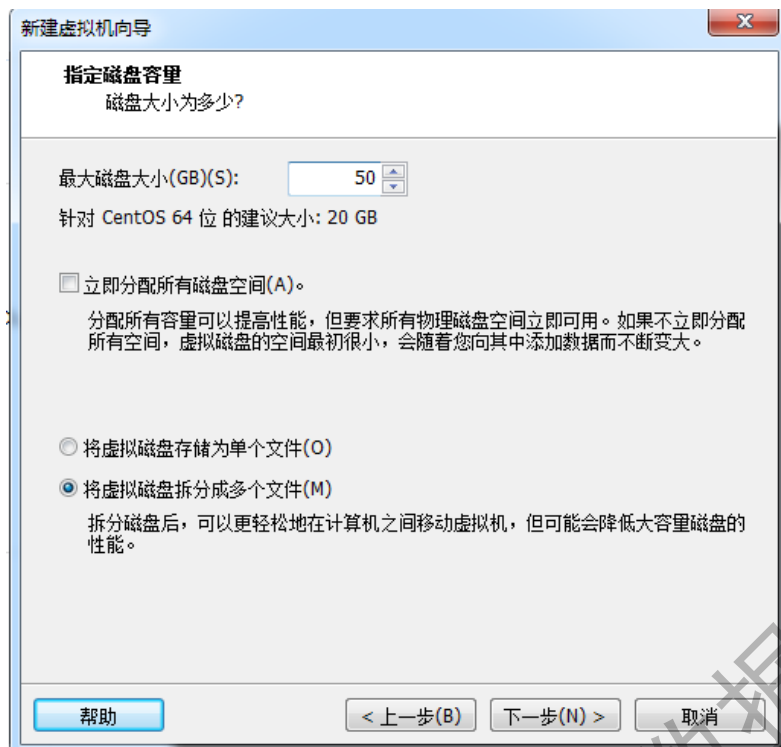 新建虚拟机向导
指定磁盘容量
磁盘大小为多少?
最大磁盘大小(GB)(S): 50
针对 CentOS 64 位 的建议大小: 20 GB
立即分配所有磁盘空间(A)。
分配所有容量可以提高性能，但要求所有物理磁盘空间立即可用。如果不立即分配
所有空间，虚拟磁盘的空间最初很小，会随着您向其中添加数据而不断变大。
将虚拟磁盘存储为单个文件(O)
将虚拟磁盘拆分成多个文件(M)
拆分磁盘后，可以更轻松地在计算机之间移动虚拟机，但可能会降低大容量磁盘的
性能。
帮助 < 上一步(B) 下一步(N) > 取消